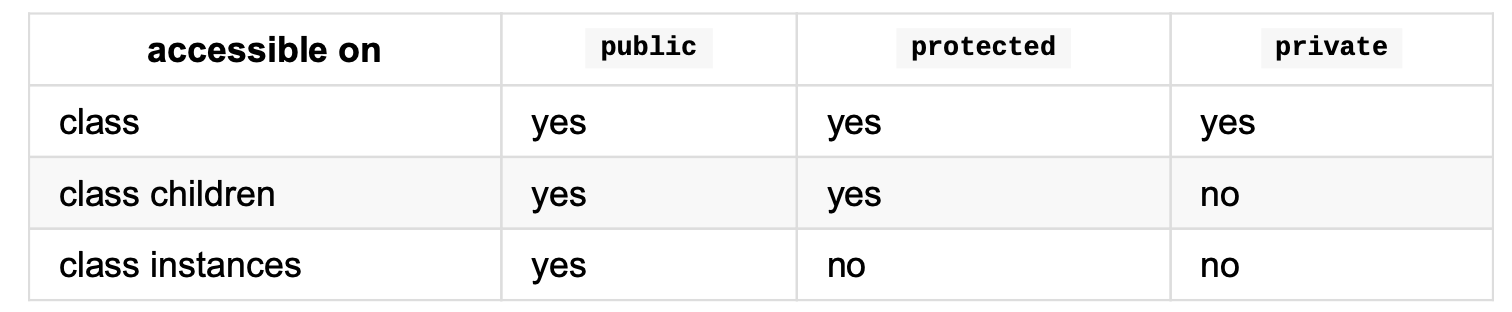 accessible on public protected private
class yes yes yes
class children yes yes no
class instances yes no no